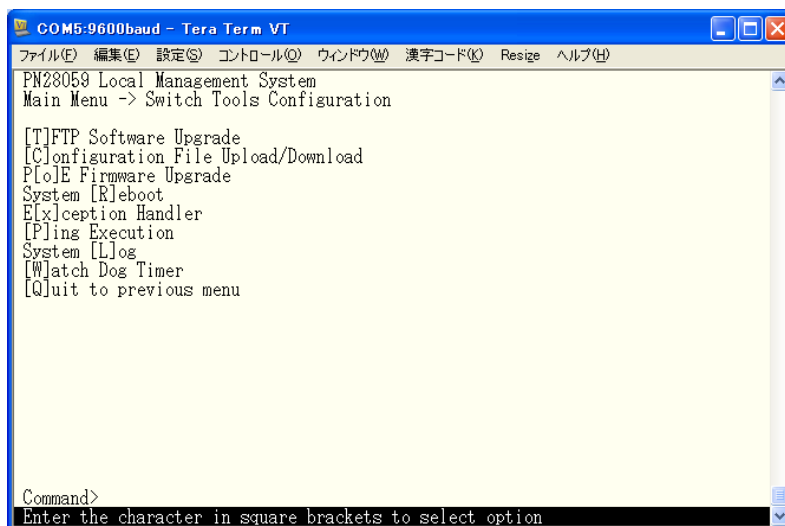 COM5:9600baud - Tera Term VT
ファイル(F) 編集(E) 設定(S) コントロール(O) ウィンドウ(W) 漢字コード(K) Resize ヘルプ(H)
PN28059 Local Management System
Main Menu -> Switch Tools Configuration
[T]FTP Software Upgrade
[C]onfiguration File Upload/Download
P[o]E Firmware Upgrade
System [R]eboot
E[x]ception Handler
[P]ing Execution
System [L]og
[W]atch Dog Timer
[Q]uit to previous menu
Command>
Enter the character in square brackets to select option